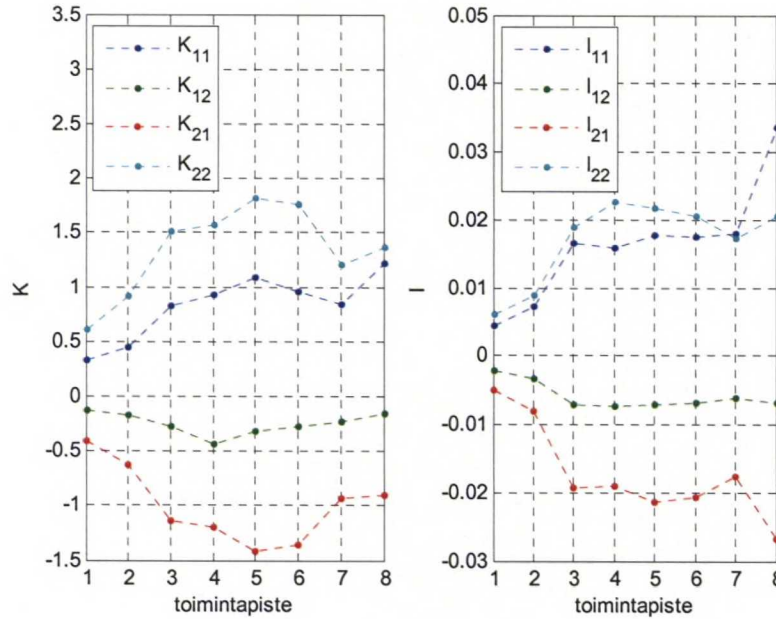 3.5
3
2.5
2
1.5
1
0.5
0
-0.5
-1
-1.5
K
K11
K12
K21
K22
1 2 3 4 5 6 7 8
toimintapiste
0.05
0.04
0.03
0.02
0.01
0
-0.01
-0.02
-0.03
I
I11
I12
I21
I22
1 2 3 4 5 6 7 8
toimintapiste